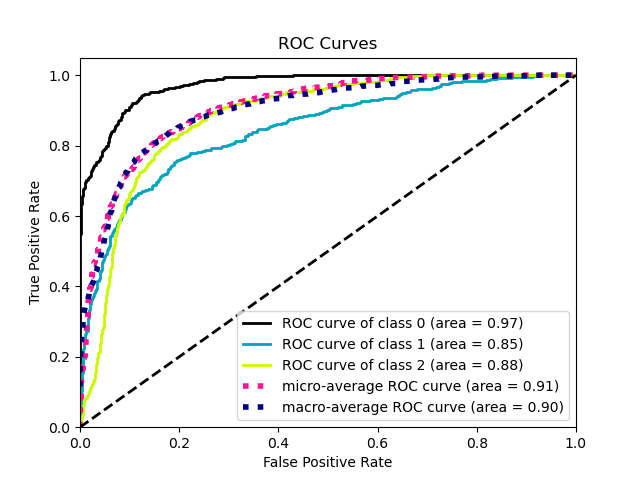 ROC Curves
True Positive Rate
1.0
0.8
0.6
0.4
0.2
0.0
ROC curve of class 0 (area = 0.97)
ROC curve of class 1 (area = 0.85)
ROC curve of class 2 (area = 0.88)
micro-average ROC curve (area = 0.91)
macro-average ROC curve (area = 0.90)
0.0 0.2 0.4 0.6 0.8 1.0
False Positive Rate